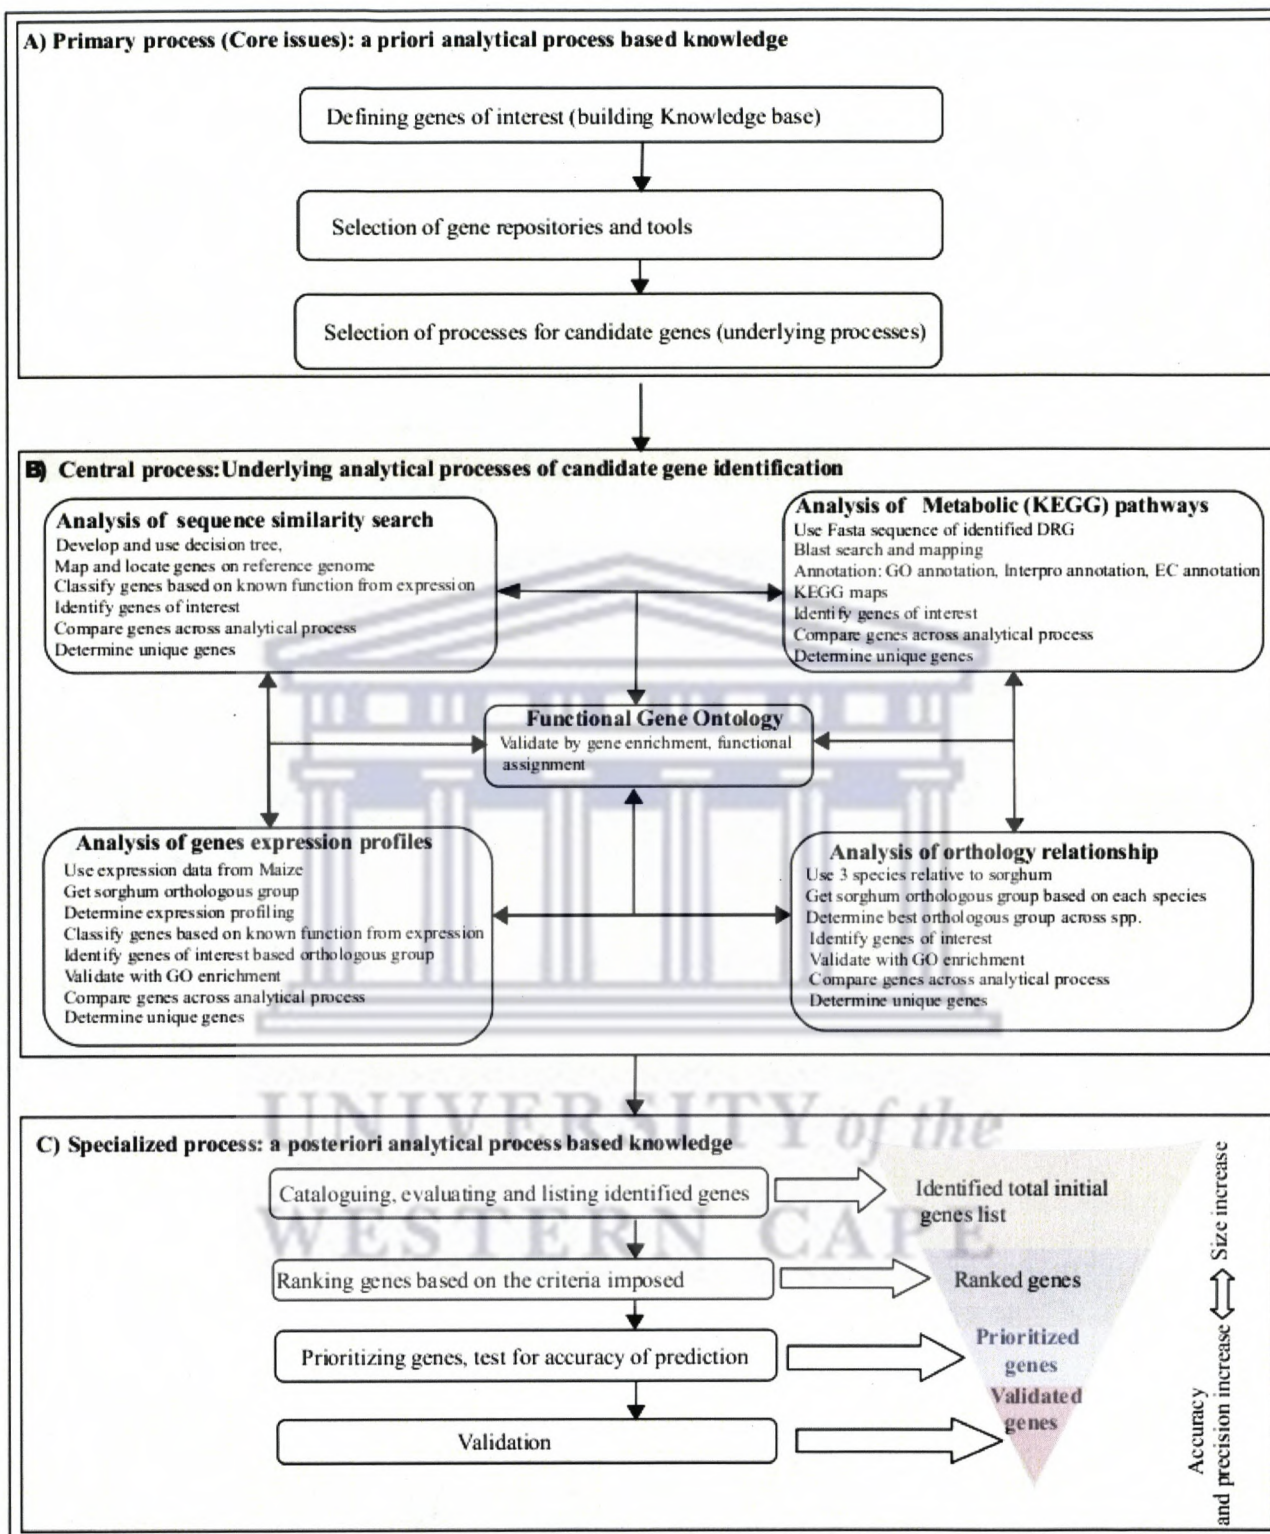 A) Primary process (Core issues): a priori analytical process based knowledge
Defining genes of interest (building Knowledge base)
Selection of gene repositories and tools
Selection of processes for candidate genes (underlying processes)
B) Central process:Underlying analytical processes of candidate gene identification
Analysis of sequence similarity search
Develop and use decision tree,
Map and locate genes on reference genome
Classify genes based on known function from expression
Identify genes of interest
Compare genes across analytical process
Determine unique genes
Analysis of Metabolic (KEGG) pathways
Use Fasta sequence of identified DRG
Blast search and mapping
Annotation: GO annotation, Interpro annotation, EC annotation
KEGG maps
Identify genes of interest
Compare genes across analytical process
Determine unique genes
Functional Gene Ontology
Validate by gene enrichment, functional
assignment
Analysis of genes expression profiles
Use expression data from Maize
Get sorghum orthologous group
Determine expression profiling
Classify genes based on known function from expression
Identify genes of interest based orthologous group
Validate with GO enrichment
Compare genes across analytical process
Determine unique genes
Analysis of orthology relationship
Use 3 species relative to sorghum
Get sorghum orthologous group based on each species
Determine best orthologous group across spp.
Identify genes of interest
Validate with GO enrichment
Compare genes across analytical process
Determine unique genes
UNIVERSITY of the
WESTERN CAPE
C) Specialized process: a posteriori analytical process based knowledge
Cataloguing, evaluating and listing identified genes
Identified total initial
genes list
Ranking genes based on the criteria imposed
Ranked genes
Prioritizing genes, test for accuracy of prediction
Prioritized
genes
Validation
Validated
genes
Size increase
Accuracy
and precision increase